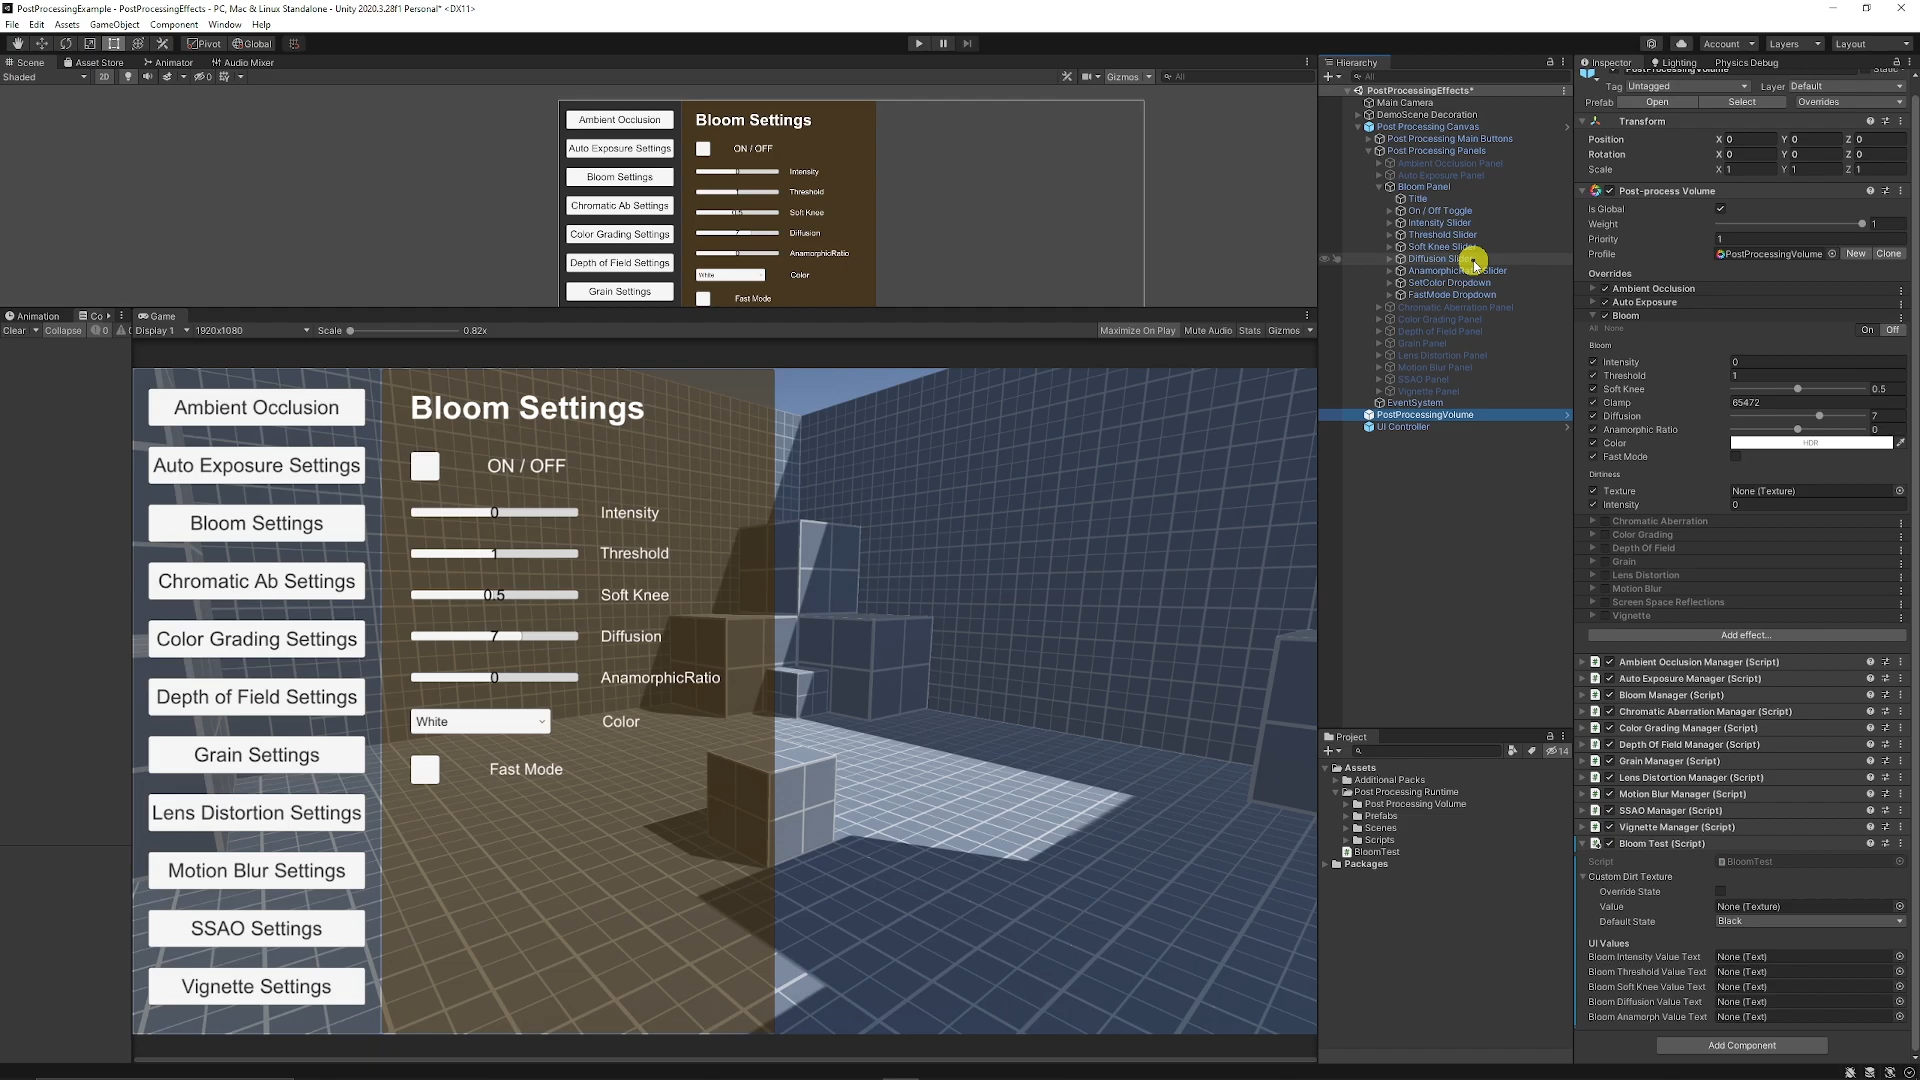 PostProcessingExample - PostProcessingEffects - PC, Mac & Linux Standalone - Unity 2020.3.28f1 Personal* <DX11>
File Edit Assets GameObject Component Window Help
Pivot Global
Account Layers Layout
Scene Asset Store Animator Audio Mixer
Shaded 2D 0 Gizmos All
Ambient Occlusion
Auto Exposure Settings
Bloom Settings
Chromatic Ab Settings
Color Grading Settings
Depth of Field Settings
Grain Settings
Bloom Settings
ON / OFF
Intensity
Threshold
0.5 Soft Knee
7 Diffusion
0 AnamorphicRatio
White Color
Fast Mode
Animation Co Game
Clear Collapse 0 Display 1 1920x1080 Scale 0.82x Maximize On Play Mute Audio Stats Gizmos
Ambient Occlusion
Auto Exposure Settings
Bloom Settings
Chromatic Ab Settings
Color Grading Settings
Depth of Field Settings
Grain Settings
Lens Distortion Settings
Motion Blur Settings
SSAO Settings
Vignette Settings
Bloom Settings
ON / OFF
0 Intensity
1 Threshold
0.5 Soft Knee
7 Diffusion
0 AnamorphicRatio
White Color
Fast Mode
Hierarchy
All
PostProcessingEffects*
Main Camera
DemoScene Decoration
Post Processing Canvas
Post Processing Main Buttons
Post Processing Panels
Ambient Occlusion Panel
Auto Exposure Panel
Bloom Panel
Title
On / Off Toggle
Intensity Slider
Threshold Slider
Soft Knee Slider
Diffusion Slider
AnamorphicRatio Slider
SetColor Dropdown
FastMode Dropdown
Chromatic Aberration Panel
Color Grading Panel
Depth of Field Panel
Grain Panel
Lens Distortion Panel
Motion Blur Panel
SSAO Panel
Vignette Panel
EventSystem
PostProcessingVolume
UI Controller
Project
14
Assets
Additional Packs
Post Processing Runtime
Post Processing Volume
Prefabs
Scenes
Scripts
BloomTest
Packages
Inspector Lighting Physics Debug
PostProcessingVolume Static
Tag Untagged Layer Default
Prefab Open Select Overrides
Transform
Position X 0 Y 0 Z 0
Rotation X 0 Y 0 Z 0
Scale X 1 Y 1 Z 1
Post-process Volume
Is Global
Weight 1
Priority 1
Profile PostProcessingVolume New Clone
Overrides
Ambient Occlusion
Auto Exposure
Bloom
All None On Off
Bloom
Intensity 0
Threshold 1
Soft Knee 0.5
Clamp 65472
Diffusion 7
Anamorphic Ratio 0
Color HDR
Fast Mode
Dirtiness
Texture None (Texture)
Intensity 0
Chromatic Aberration
Color Grading
Depth Of Field
Grain
Lens Distortion
Motion Blur
Screen Space Reflections
Vignette
Add effect...
Ambient Occlusion Manager (Script)
Auto Exposure Manager (Script)
Bloom Manager (Script)
Chromatic Aberration Manager (Script)
Color Grading Manager (Script)
Depth Of Field Manager (Script)
Grain Manager (Script)
Lens Distortion Manager (Script)
Motion Blur Manager (Script)
SSAO Manager (Script)
Vignette Manager (Script)
Bloom Test (Script)
Script BloomTest
Custom Dirt Texture
Override State
Value None (Texture)
Default State Black
UI Values
Bloom Intensity Value Text None (Text)
Bloom Threshold Value Text None (Text)
Bloom Soft Knee Value Text None (Text)
Bloom Diffusion Value Text None (Text)
Bloom Anamorph Value Text None (Text)
Add Component